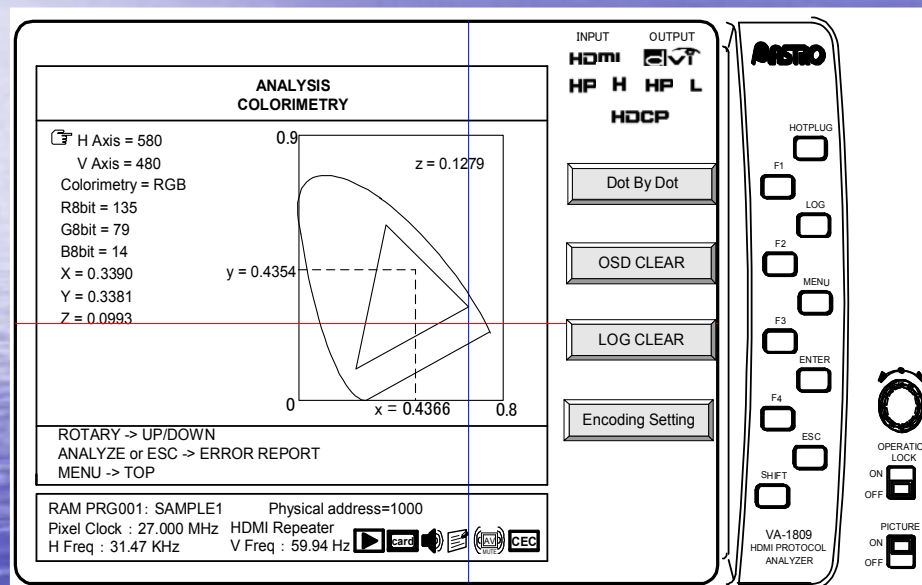 INPUT OUTPUT
HDMI DVI
HP H HP L
HDCP
ASTRO
ANALYSIS
COLORIMETRY
H Axis = 580
V Axis = 480
Colorimetry = RGB
R8bit = 135
G8bit = 79
B8bit = 14
X = 0.3390
Y = 0.3381
Z = 0.0993
0.9
z = 0.1279
y = 0.4354
0
x = 0.4366
0.8
ROTARY -> UP/DOWN
ANALYZE or ESC -> ERROR REPORT
MENU -> TOP
RAM PRG001: SAMPLE1 Physical address=1000
Pixel Clock : 27.000 MHz HDMI Repeater
H Freq : 31.47 KHz V Freq : 59.94 Hz
card
AV
MUTE
CEC
Dot By Dot
OSD CLEAR
LOG CLEAR
Encoding Setting
HOTPLUG
F1
LOG
F2
MENU
F3
ENTER
F4
ESC
SHIFT
VA-1809
HDMI PROTOCOL
ANALYZER
OPERATIO
LOCK
ON
OFF
PICTURE
ON
OFF